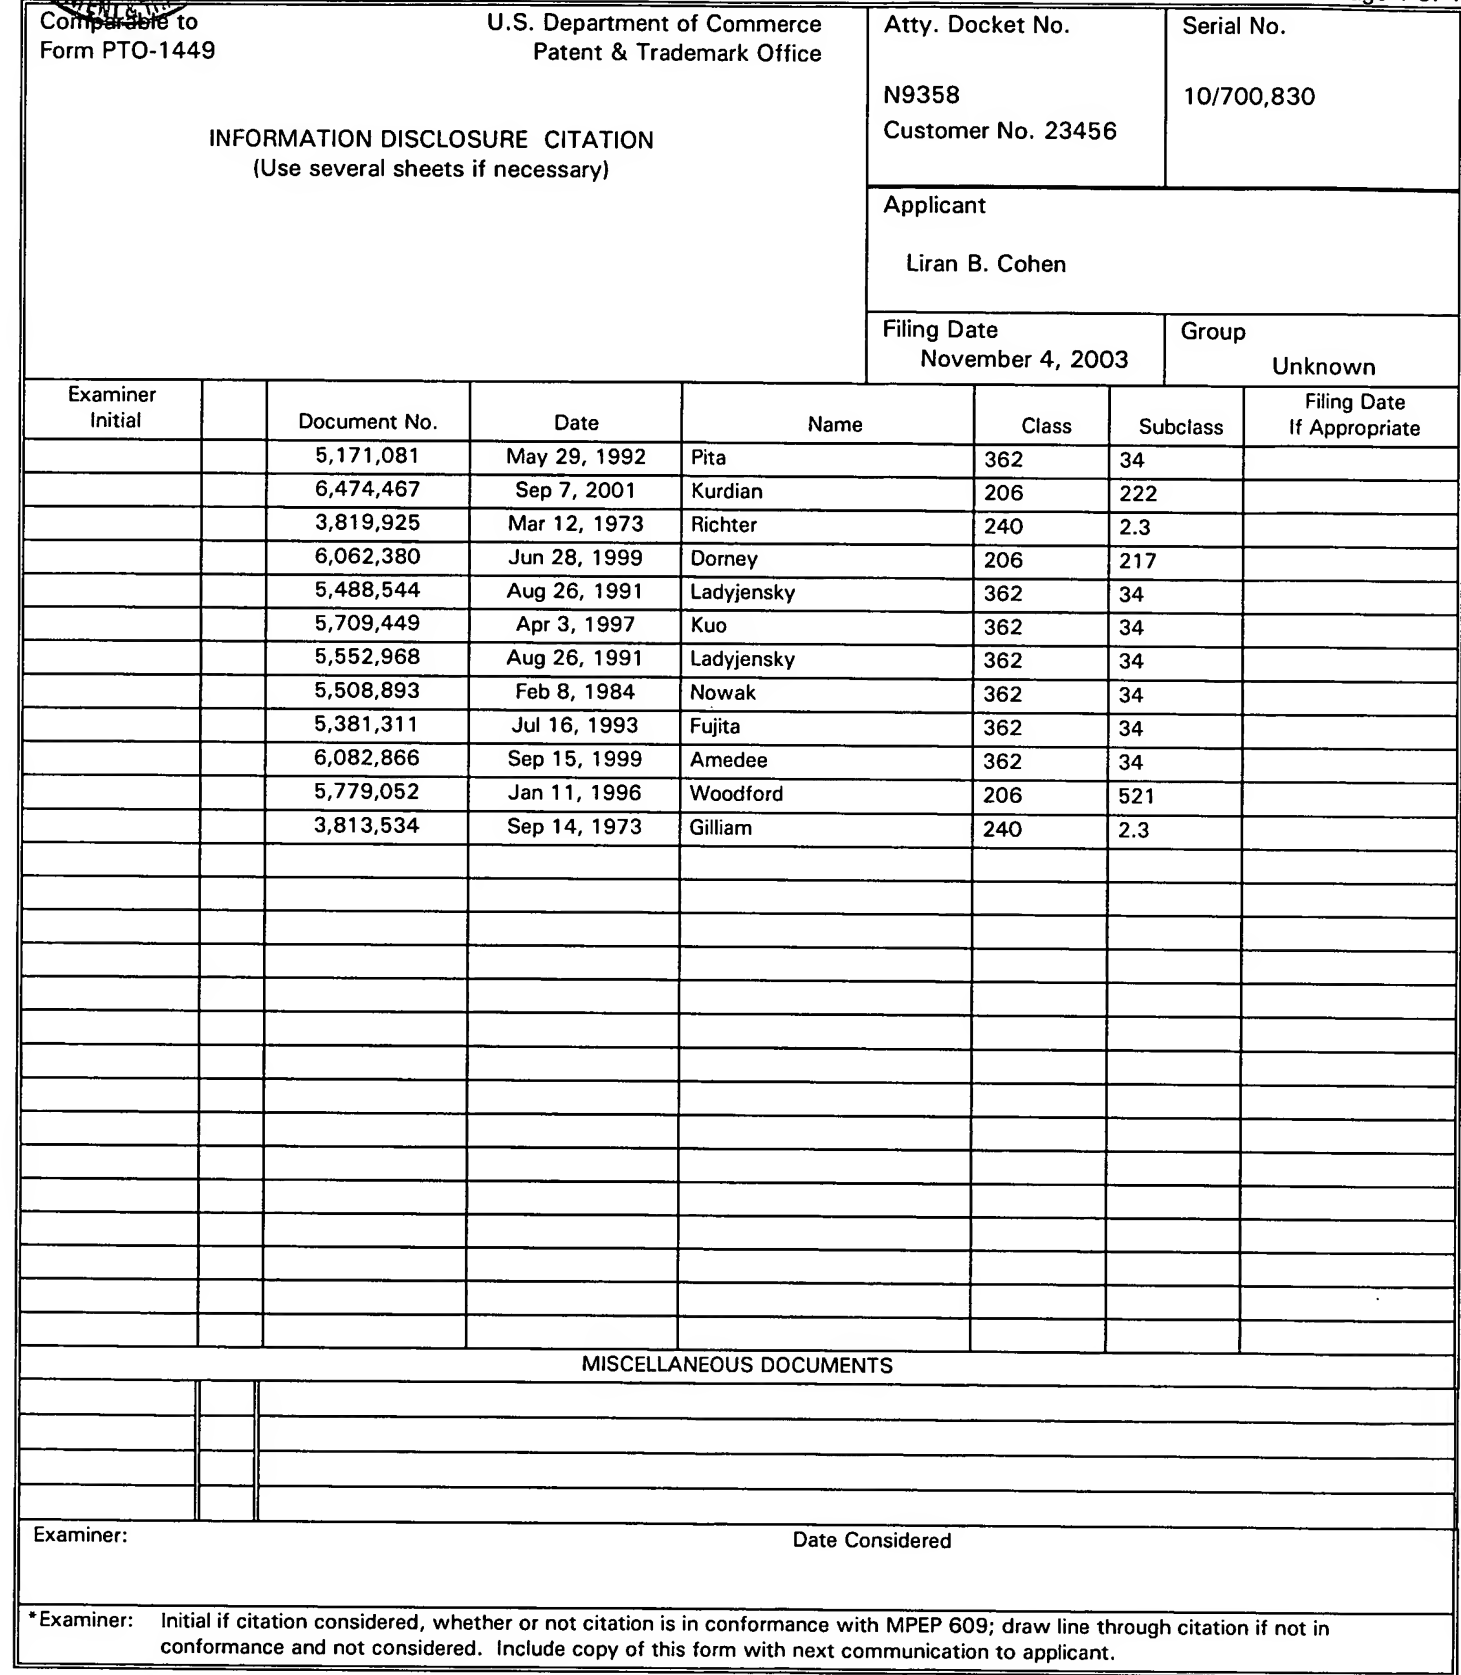 Comparable to
Form PTO-1449
U.S. Department of Commerce
Patent & Trademark Office
INFORMATION DISCLOSURE CITATION
(Use several sheets if necessary)
Atty. Docket No.
N9358
Customer No. 23456
Serial No.
10/700,830
Applicant
Liran B. Cohen
Filing Date
November 4, 2003
Group
Unknown
Examiner Initial Document No. Date Name Class Subclass Filing Date If Appropriate
5,171,081 May 29, 1992 Pita 362 34
6,474,467 Sep 7, 2001 Kurdian 206 222
3,819,925 Mar 12, 1973 Richter 240 2.3
6,062,380 Jun 28, 1999 Dorney 206 217
5,488,544 Aug 26, 1991 Ladyjensky 362 34
5,709,449 Apr 3, 1997 Kuo 362 34
5,552,968 Aug 26, 1991 Ladyjensky 362 34
5,508,893 Feb 8, 1984 Nowak 362 34
5,381,311 Jul 16, 1993 Fujita 362 34
6,082,866 Sep 15, 1999 Amedee 362 34
5,779,052 Jan 11, 1996 Woodford 206 521
3,813,534 Sep 14, 1973 Gilliam 240 2.3
MISCELLANEOUS DOCUMENTS
Examiner: Date Considered
*Examiner: Initial if citation considered, whether or not citation is in conformance with MPEP 609; draw line through citation if not in
conformance and not considered. Include copy of this form with next communication to applicant.